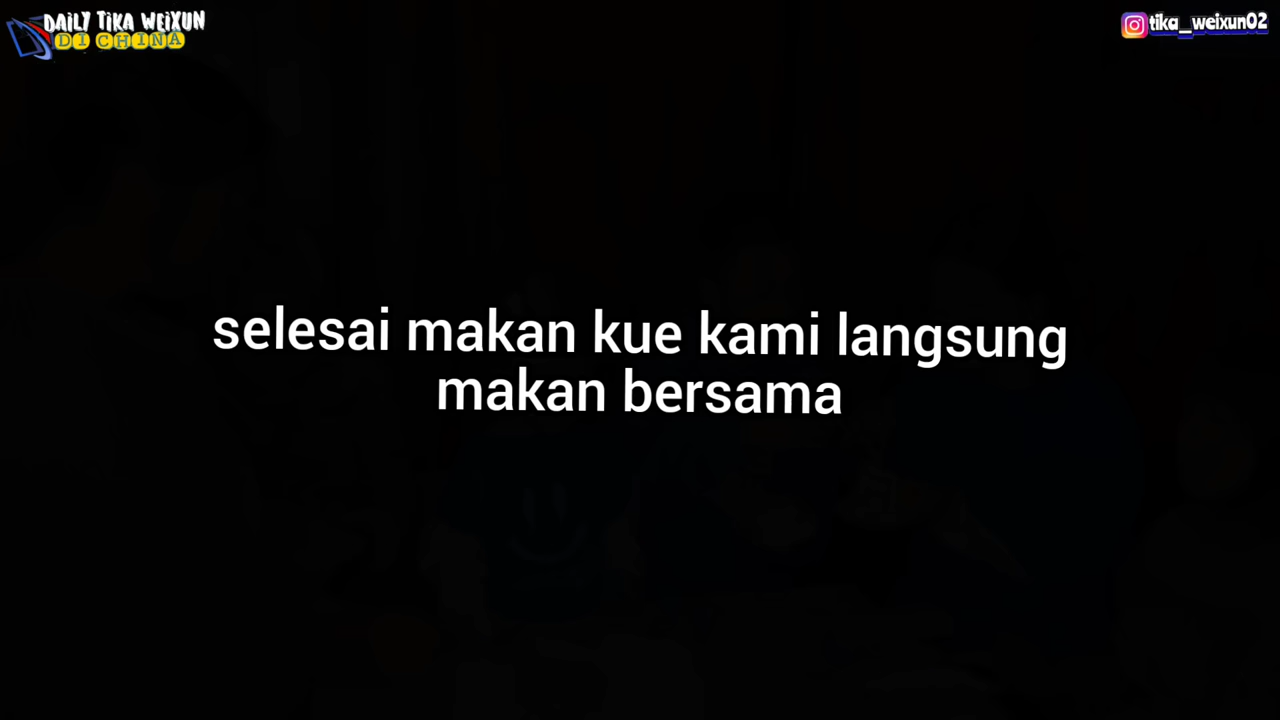 DAILY TIKA WEIXUN
DI CHINA
tika_weixun02
selesai makan kue kami langsung
makan bersama